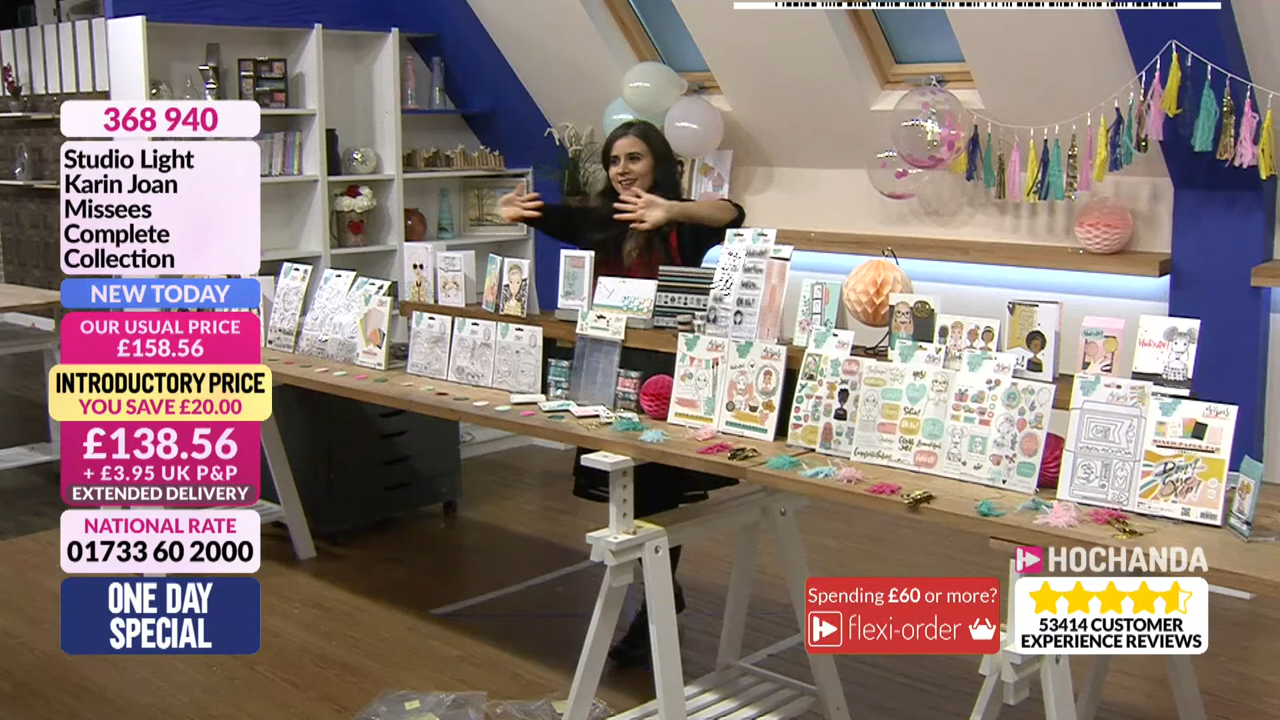 368 940
Studio Light
Karin Joan
Missees
Complete
Collection
NEW TODAY
OUR USUAL PRICE
£158.56
INTRODUCTORY PRICE
YOU SAVE £20.00
£138.56
+ £3.95 UK P&P
EXTENDED DELIVERY
NATIONAL RATE
01733 60 2000
ONE DAY
SPECIAL
HOCHANDA
Spending £60 or more?
flexi-order
53414 CUSTOMER
EXPERIENCE REVIEWS